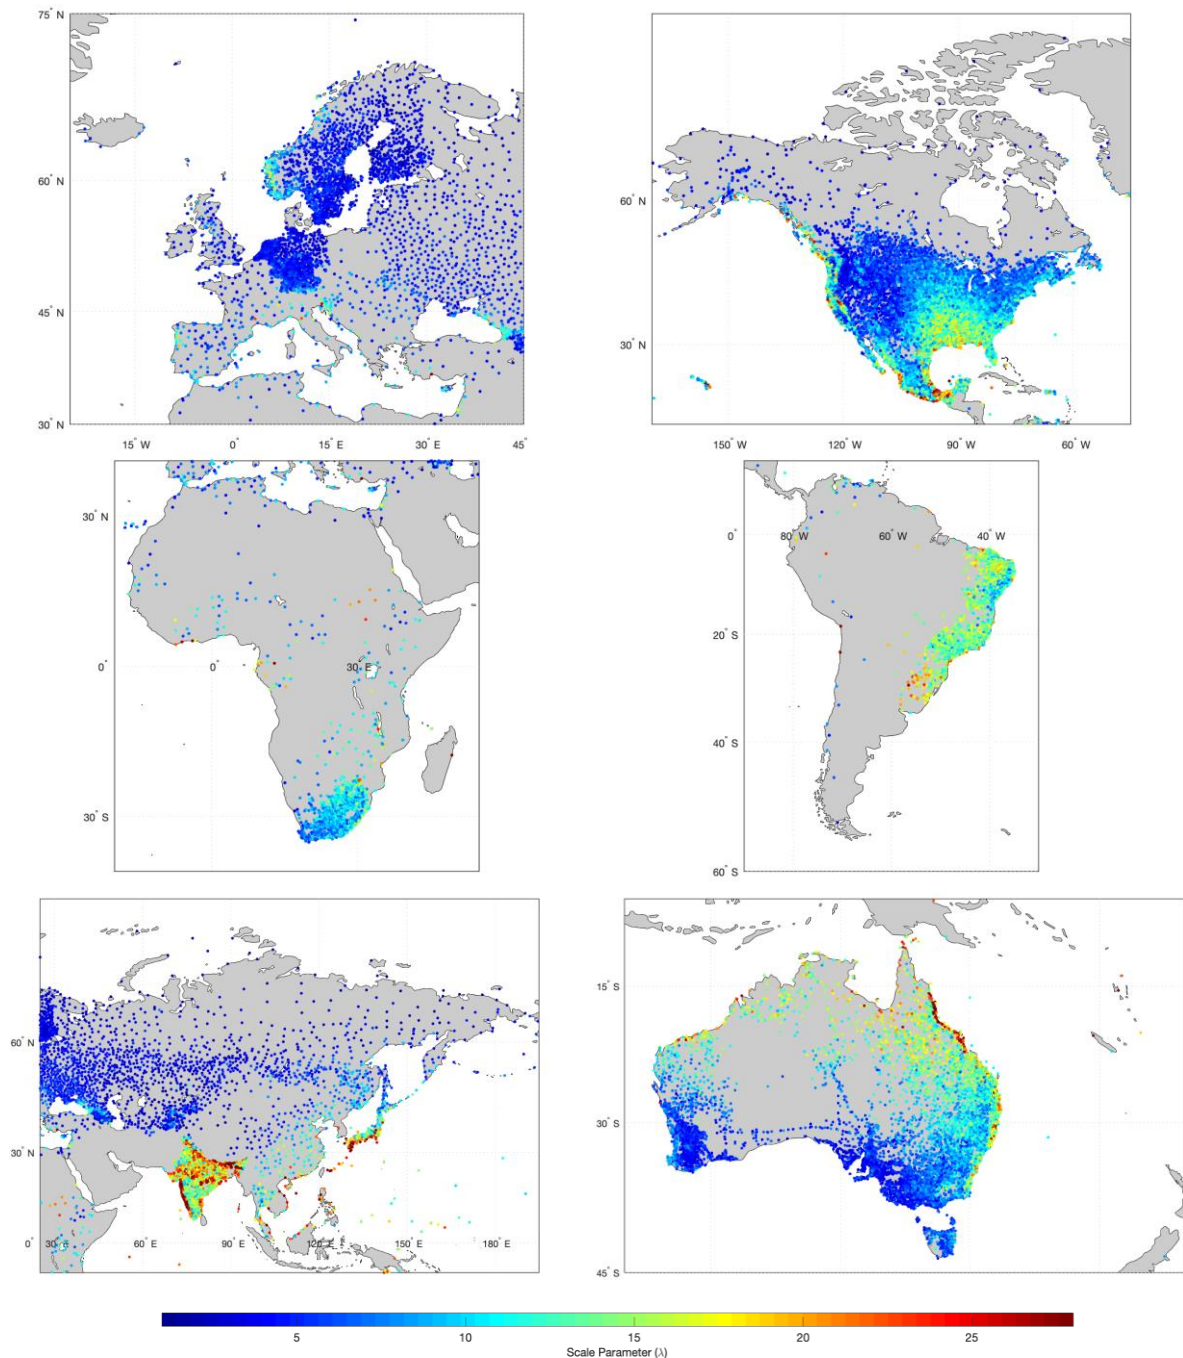 75° N
60° N
45° N
30° N
15° W 0° 15° E 30° E 45°
60° N
30° N
150° W 120° W 90° W 60° W
30° N
0° 0° 30° E
30° S
0° 80° W 60° W 40° W
20° S
40° S
60° S
60° N
30° N
0° 30° E 60° E 90° E 120° E 150° E 180° E
15° S
30° S
45° S
5 10 15 20 25
Scale Parameter (λ)